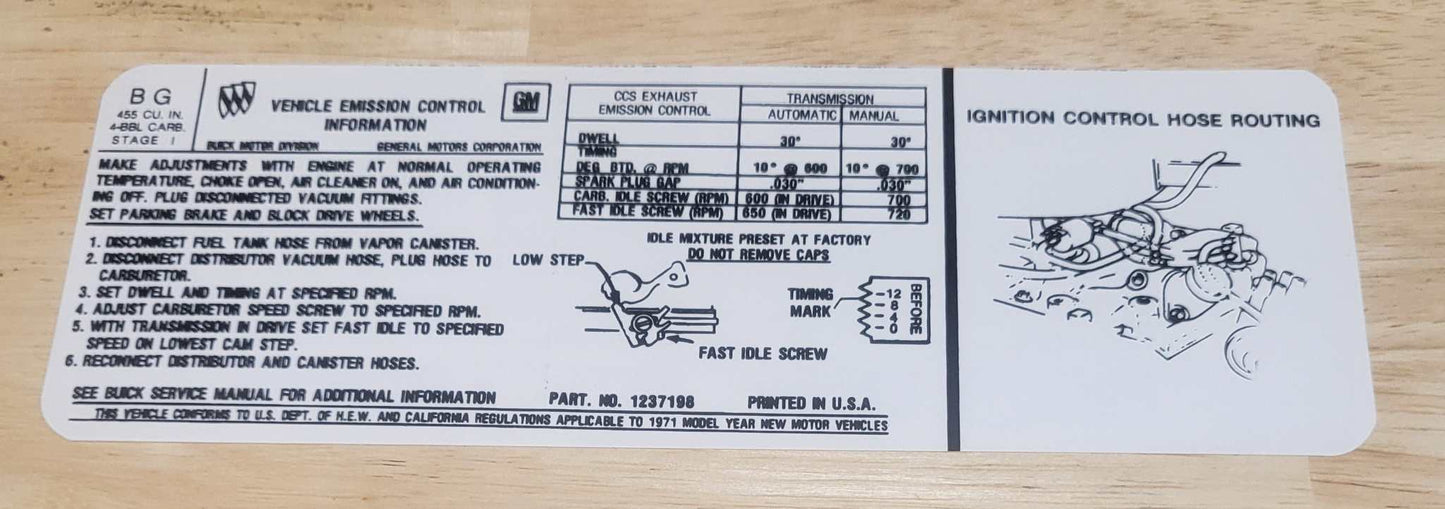 BG
455 CU. IN.
4-BBL CARB.
STAGE 1
VEHICLE EMISSION CONTROL
INFORMATION
GM
BUICK MOTOR DIVISION GENERAL MOTORS CORPORATION
MAKE ADJUSTMENTS WITH ENGINE AT NORMAL OPERATING
TEMPERATURE, CHOKE OPEN, AIR CLEANER ON, AND AIR CONDITION-
ING OFF. PLUG DISCONNECTED VACUUM FITTINGS.
SET PARKING BRAKE AND BLOCK DRIVE WHEELS.
1. DISCONNECT FUEL TANK HOSE FROM VAPOR CANISTER.
2. DISCONNECT DISTRIBUTOR VACUUM HOSE, PLUG HOSE TO
CARBURETOR.
3. SET DWELL AND TIMING AT SPECIFIED RPM.
4. ADJUST CARBURETOR SPEED SCREW TO SPECIFIED RPM.
5. WITH TRANSMISSION IN DRIVE SET FAST IDLE TO SPECIFIED
SPEED ON LOWEST CAM STEP.
6. RECONNECT DISTRIBUTOR AND CANISTER HOSES.
CCS EXHAUST
EMISSION CONTROL
TRANSMISSION
AUTOMATIC MANUAL
DWELL 30° 30°
TIMING
DEG BTD. @ RPM 10° @ 600 10° @ 700
SPARK PLUG GAP .030" .030"
CARB. IDLE SCREW (RPM) 600 (IN DRIVE) 700
FAST IDLE SCREW (RPM) 650 (IN DRIVE) 720
IDLE MIXTURE PRESET AT FACTORY
DO NOT REMOVE CAPS
LOW STEP
FAST IDLE SCREW
TIMING
MARK
12
8
4
0
BEFORE
SEE BUICK SERVICE MANUAL FOR ADDITIONAL INFORMATION PART. NO. 1237198 PRINTED IN U.S.A.
THIS VEHICLE CONFORMS TO U.S. DEPT. OF H.E.W. AND CALIFORNIA REGULATIONS APPLICABLE TO 1971 MODEL YEAR NEW MOTOR VEHICLES
IGNITION CONTROL HOSE ROUTING